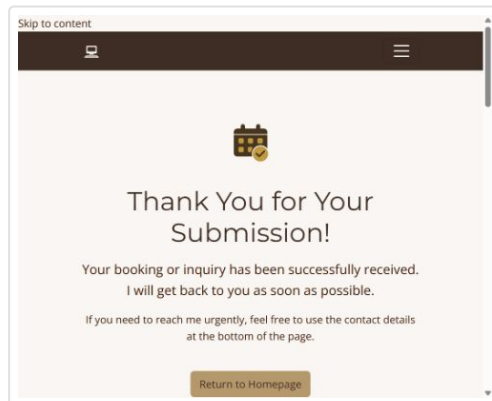 Skip to content
Thank You for Your
Submission!
Your booking or inquiry has been successfully received.
I will get back to you as soon as possible.
If you need to reach me urgently, feel free to use the contact details
at the bottom of the page.
Return to Homepage